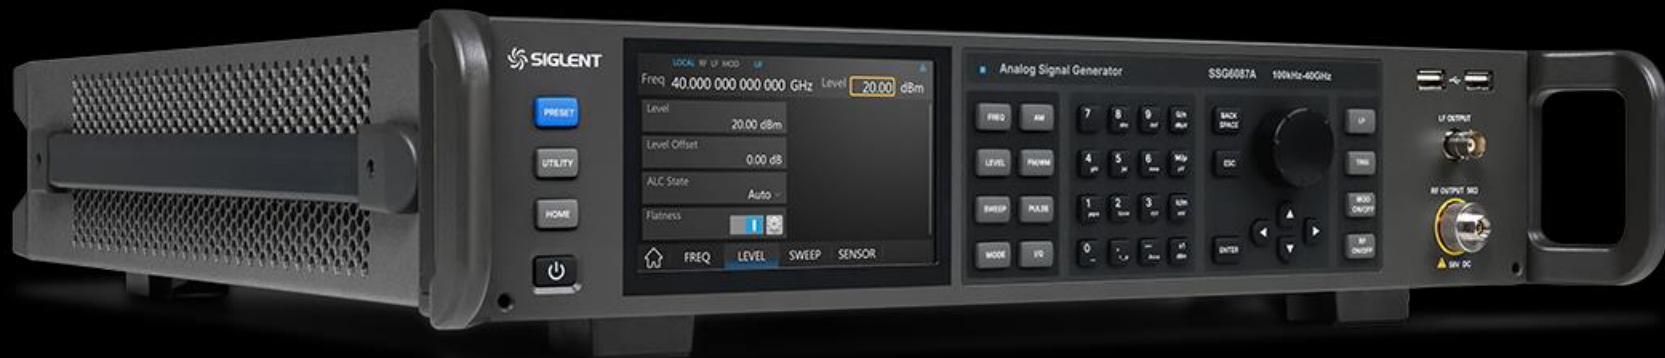 SIGLENT
PRESET
UTILITY
HOME
LOCAL RF LF MOD LF
Freq 40.000 000 000 000 GHz Level 20.00 dBm
Level
20.00 dBm
Level Offset
0.00 dB
ALC State
Auto
Flatness
FREQ LEVEL SWEEP SENSOR
Analog Signal Generator SSG6087A 100kHz-40GHz
FREQ AM 7 8 9 BACK SPACE LF
LEVEL 4 5 6 ESC TRIG
SWEEP PULSE 1 2 3 MOD ON/OFF
MODE I/Q 0 ENTER RF ON/OFF
LF OUTPUT
RF OUTPUT 50Ω
50V DC